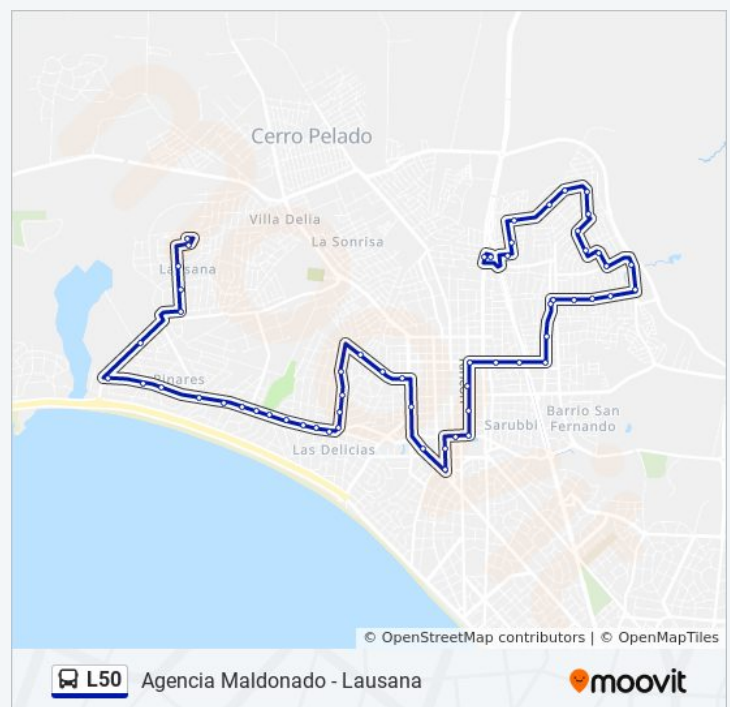 Cerro Pelado
Villa Delia
La Sonrisa
Lausana
Pinares
Barrio San
Fernando
Sarubbi
Las Delicias
© OpenStreetMap contributors | © OpenMapTiles
L50 Agencia Maldonado - Lausana
moovit